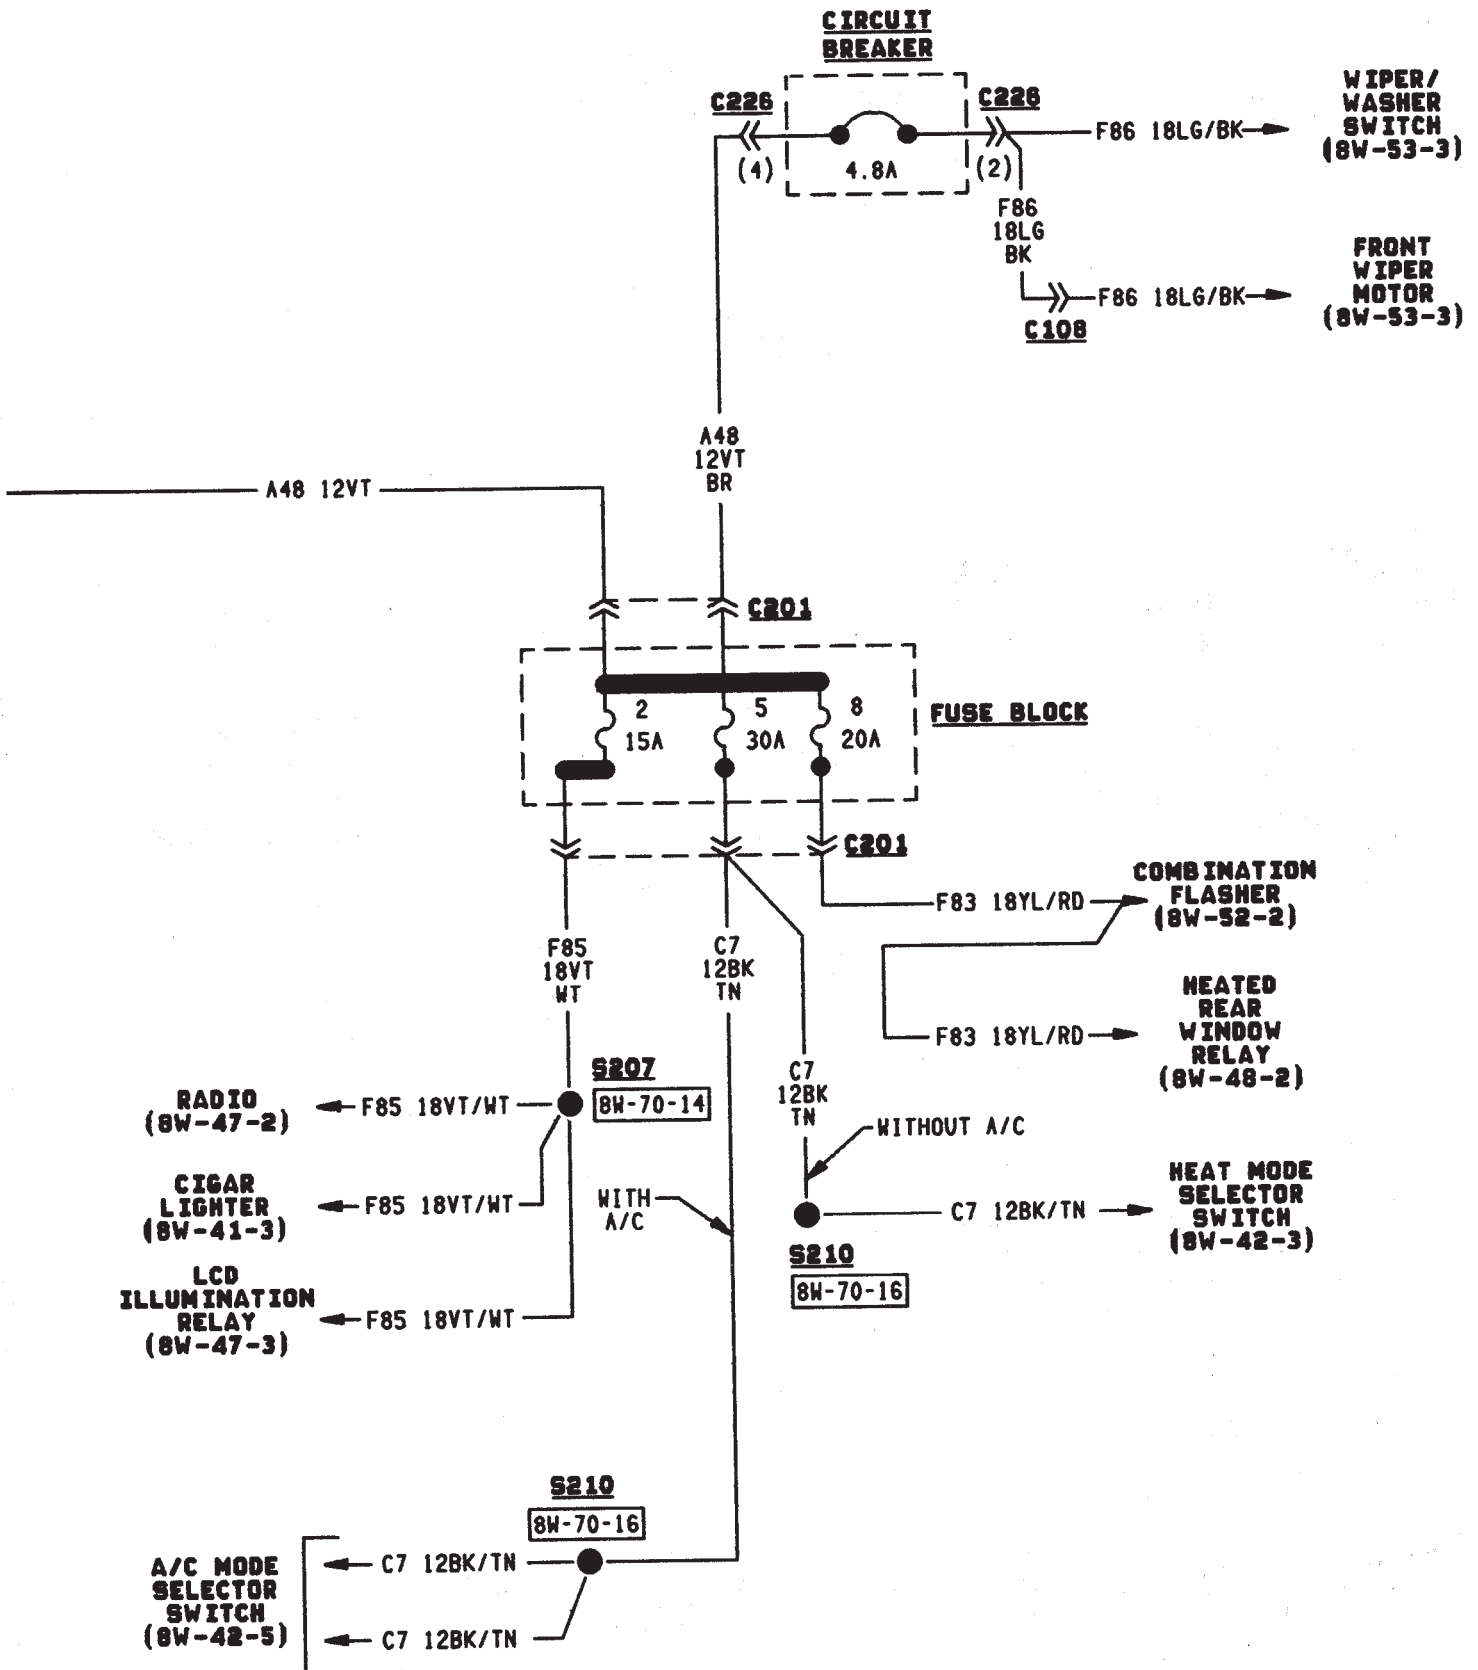 CIRCUIT
BREAKER
C226
C226
(4)
4.8A
(2)
F86 18LG/BK
WIPER/
WASHER
SWITCH
(8W-53-3)
F86
18LG
BK
F86 18LG/BK
C108
FRONT
WIPER
MOTOR
(8W-53-3)
A48
12VT
BR
A48 12VT
C201
2
15A
5
30A
8
20A
FUSE BLOCK
C201
F83 18YL/RD
COMBINATION
FLASHER
(8W-52-2)
F85
18VT
WT
C7
12BK
TN
F83 18YL/RD
HEATED
REAR
WINDOW
RELAY
(8W-48-2)
C7
12BK
TN
S207
8W-70-14
RADIO
(8W-47-2)
F85 18VT/WT
WITHOUT A/C
CIGAR
LIGHTER
(8W-41-3)
F85 18VT/WT
WITH
A/C
C7 12BK/TN
HEAT MODE
SELECTOR
SWITCH
(8W-42-3)
S210
8W-70-16
LCD
ILLUMINATION
RELAY
(8W-47-3)
F85 18VT/WT
S210
8W-70-16
A/C MODE
SELECTOR
SWITCH
(8W-42-5)
C7 12BK/TN
C7 12BK/TN